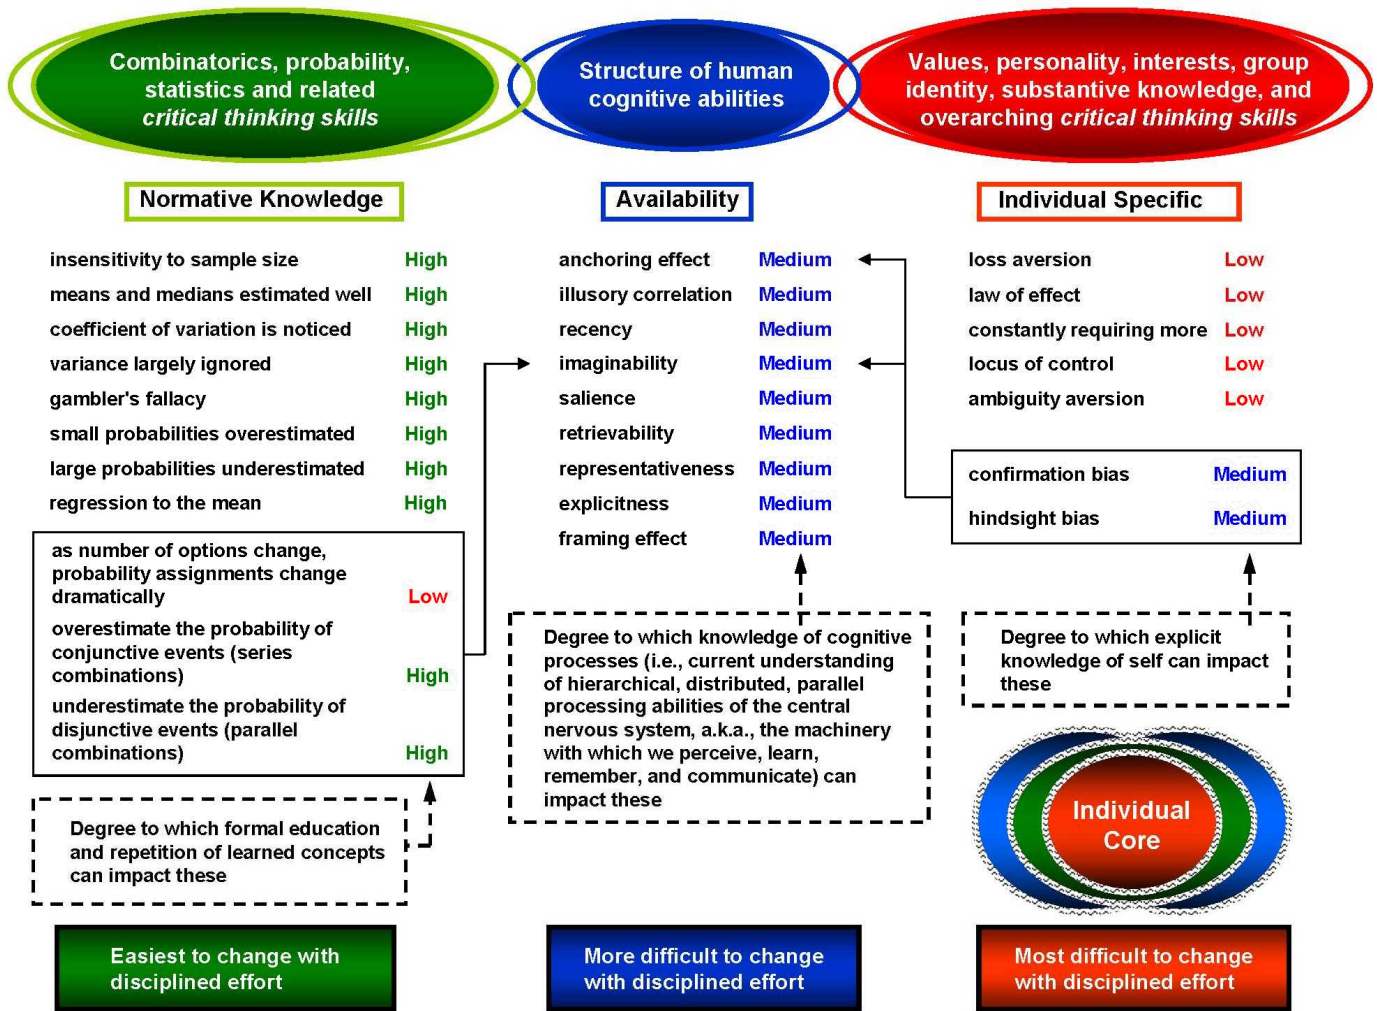 Combinatorics, probability,
statistics and related
critical thinking skills
Structure of human
cognitive abilities
Values, personality, interests, group
identity, substantive knowledge, and
overarching critical thinking skills
Normative Knowledge
insensitivity to sample size High
means and medians estimated well High
coefficient of variation is noticed High
variance largely ignored High
gambler's fallacy High
small probabilities overestimated High
large probabilities underestimated High
regression to the mean High
as number of options change,
probability assignments change
dramatically Low
overestimate the probability of
conjunctive events (series
combinations) High
underestimate the probability of
disjunctive events (parallel
combinations) High
Degree to which formal education
and repetition of learned concepts
can impact these
Easiest to change with
disciplined effort
Availability
anchoring effect Medium
illusory correlation Medium
recency Medium
imaginability Medium
salience Medium
retrievability Medium
representativeness Medium
explicitness Medium
framing effect Medium
Degree to which knowledge of cognitive
processes (i.e., current understanding
of hierarchical, distributed, parallel
processing abilities of the central
nervous system, a.k.a., the machinery
with which we perceive, learn,
remember, and communicate) can
impact these
More difficult to change
with disciplined effort
Individual Specific
loss aversion Low
law of effect Low
constantly requiring more Low
locus of control Low
ambiguity aversion Low
confirmation bias Medium
hindsight bias Medium
Degree to which explicit
knowledge of self can impact
these
Individual
Core
Most difficult to change
with disciplined effort